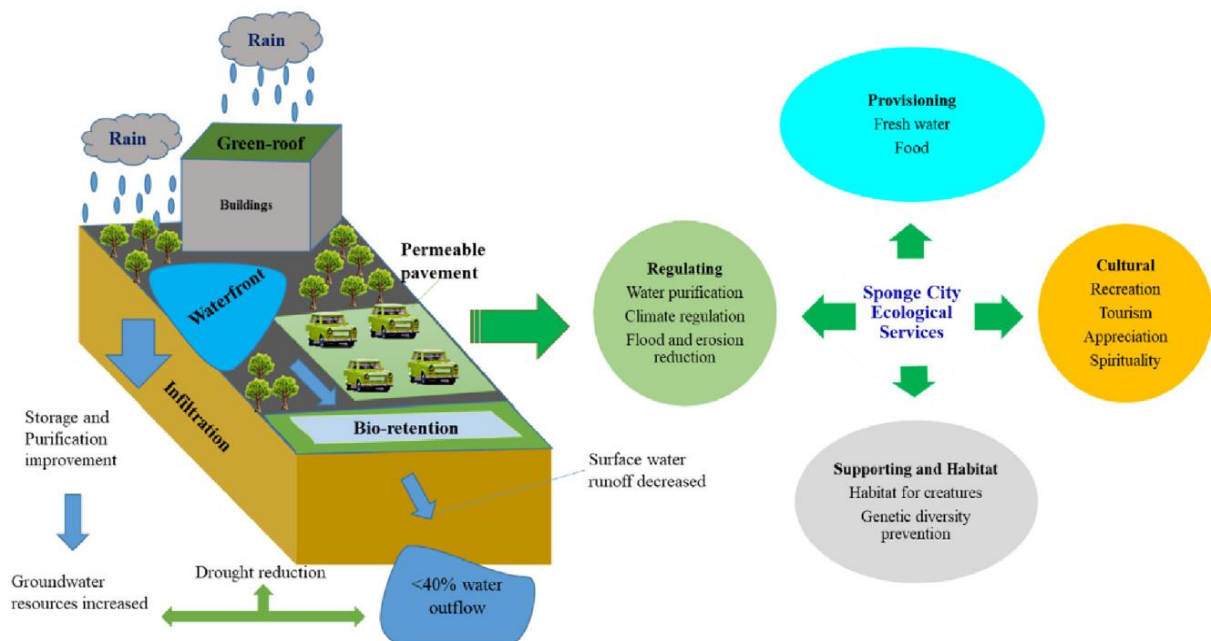 Rain
Rain
Green-roof
Buildings
Permeable
pavement
Waterfront
Infiltration
Bio-retention
Storage and
Purification
improvement
Surface water
runoff decreased
Groundwater
resources increased
Drought reduction
<40% water
outflow
Provisioning
Fresh water
Food
Regulating
Water purification
Climate regulation
Flood and erosion
reduction
Sponge City
Ecological
Services
Cultural
Recreation
Tourism
Appreciation
Spirituality
Supporting and Habitat
Habitat for creatures
Genetic diversity
prevention